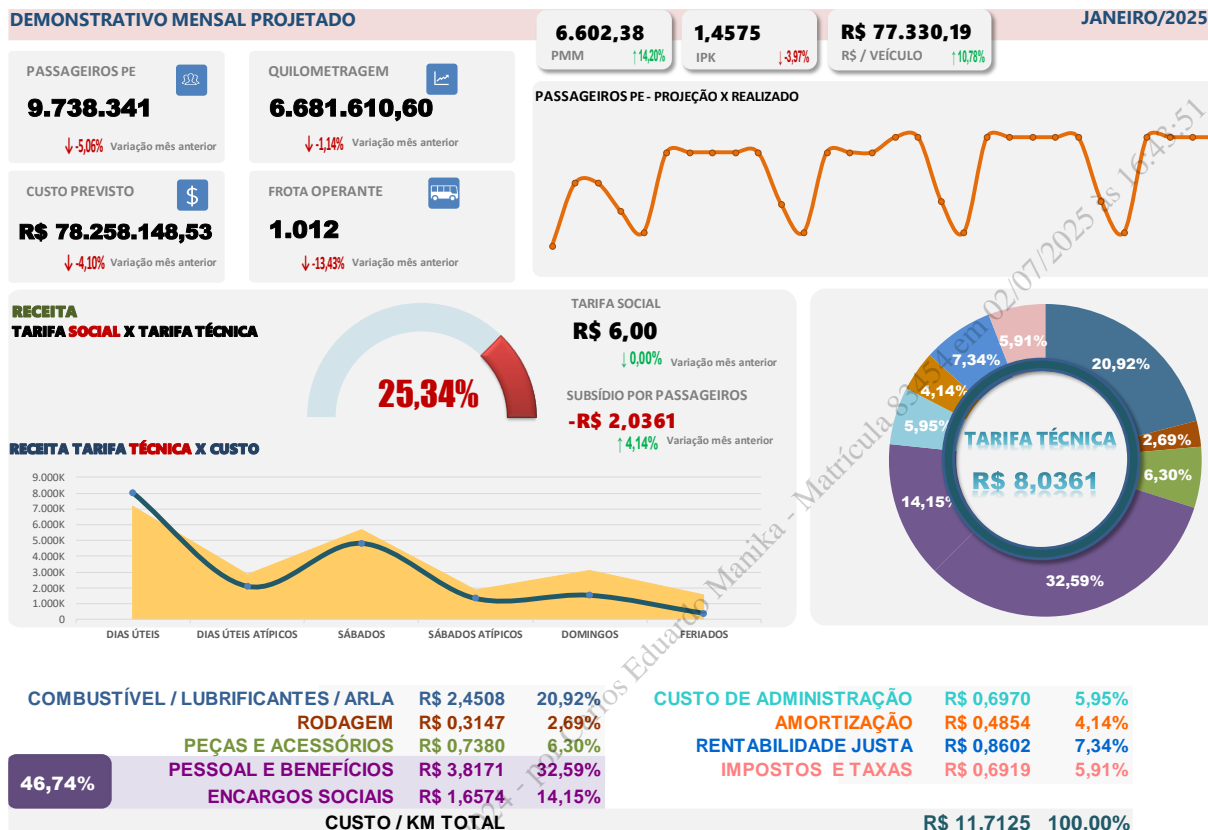 DEMONSTRATIVO MENSAL PROJETADO
6.602,38
PMM ↑14,20%
1,4575
IPK ↓-3,97%
R$ 77.330,19
R$ / VEÍCULO ↑10,78%
JANEIRO/2025
PASSAGEIROS PE
9.738.341
↓-5,06% Variação mês anterior
QUILOMETRAGEM
6.681.610,60
↓-1,14% Variação mês anterior
CUSTO PREVISTO
R$ 78.258.148,53
↓-4,10% Variação mês anterior
FROTA OPERANTE
1.012
↓-13,43% Variação mês anterior
PASSAGEIROS PE - PROJEÇÃO X REALIZADO
RECEITA
TARIFA SOCIAL X TARIFA TÉCNICA
25,34%
TARIFA SOCIAL
R$ 6,00
↓0,00% Variação mês anterior
SUBSÍDIO POR PASSAGEIROS
-R$ 2,0361
↑4,14% Variação mês anterior
RECEITA TARIFA TÉCNICA X CUSTO
9.000K
8.000K
7.000K
6.000K
5.000K
4.000K
3.000K
2.000K
1.000K
0
DIAS ÚTEIS DIAS ÚTEIS ATÍPICOS SÁBADOS SÁBADOS ATÍPICOS DOMINGOS FERIADOS
5,91%
20,92%
7,34%
4,14%
5,95%
2,69%
6,30%
14,15%
32,59%
TARIFA TÉCNICA
R$ 8,0361
COMBUSTÍVEL / LUBRIFICANTES / ARLA R$ 2,4508 20,92%
RODAGEM R$ 0,3147 2,69%
PEÇAS E ACESSÓRIOS R$ 0,7380 6,30%
46,74%
PESSOAL E BENEFÍCIOS R$ 3,8171 32,59%
ENCARGOS SOCIAIS R$ 1,6574 14,15%
CUSTO DE ADMINISTRAÇÃO R$ 0,6970 5,95%
AMORTIZAÇÃO R$ 0,4854 4,14%
RENTABILIDADE JUSTA R$ 0,8602 7,34%
IMPOSTOS E TAXAS R$ 0,6919 5,91%
CUSTO / KM TOTAL R$ 11,7125 100,00%
- por Carlos Eduardo Manika - Matrícula 83454 em 02/07/2025 às 16:43:51